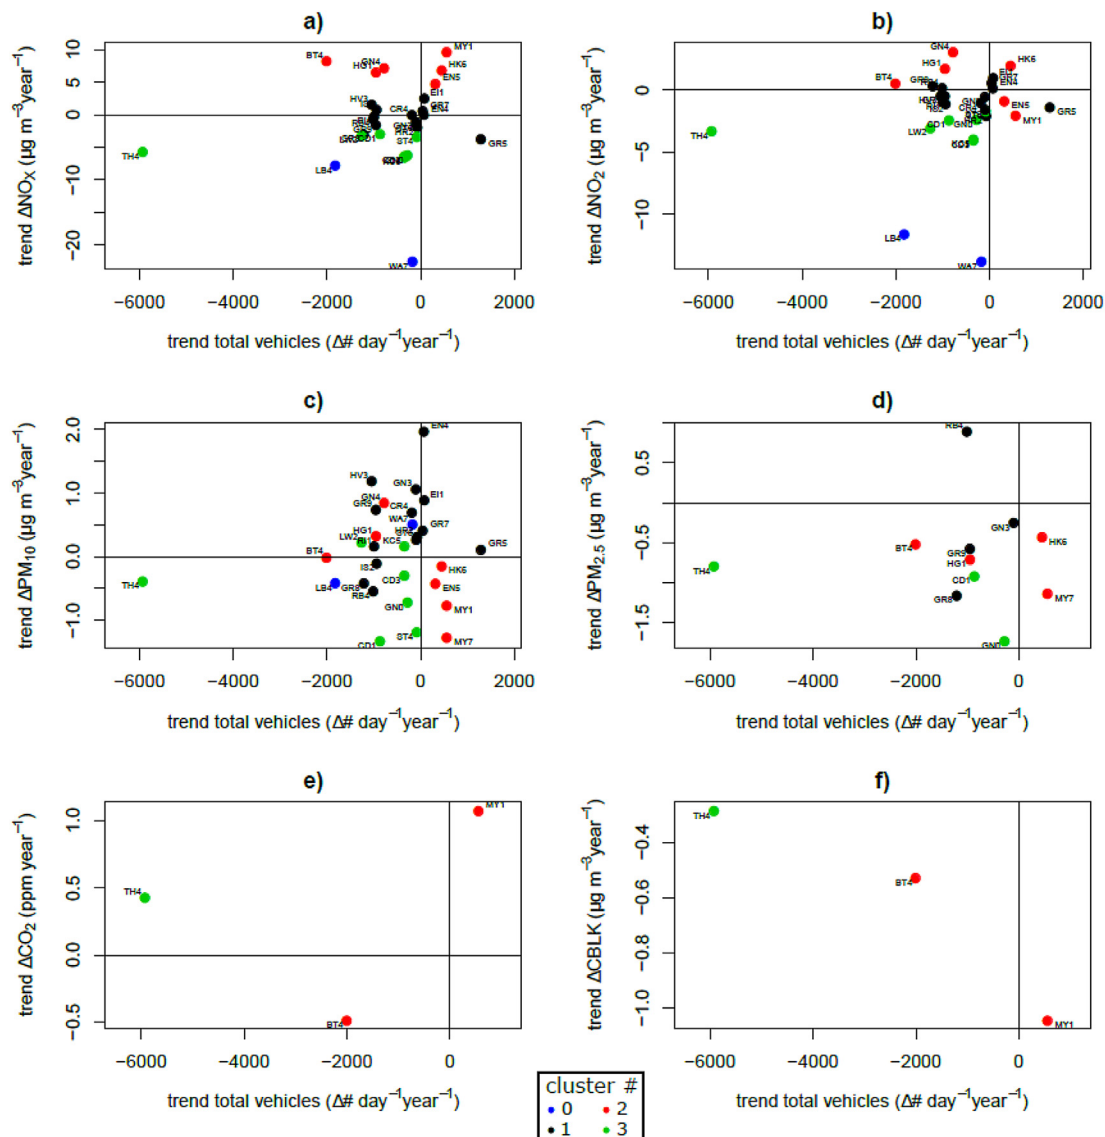 a)
trend ΔNOX (µg m−3year−1)
10
5
0
−10
−20
MY1
BT4
GN4
HG1
HK6
EN5
HV3
EI1
GR7
EN4
CR4
GN3
CD1
ST4
GR5
TH4
LB4
WA7
−6000 −4000 −2000 0 2000
trend total vehicles (Δ# day−1year−1)
b)
trend ΔNO2 (µg m−3year−1)
0
−5
−10
GN4
HG1
HK6
BT4
EI1
GR7
EN4
GR8
EN5
GR5
MY1
CR4
CD1
GN0
LW2
TH4
LB4
WA7
−6000 −4000 −2000 0 2000
trend total vehicles (Δ# day−1year−1)
c)
trend ΔPM10 (µg m−3year−1)
2.0
1.0
0.0
−1.0
EN4
HV3
GN3
GN4
EI1
GR9
CR4
WA7
HG1
GR7
LW2
KC5
GR5
BT4
IS2
HK6
TH4
LB4
GR8
CD3
EN5
RB4
GN0
MY1
ST4
CD1
MY7
−6000 −4000 −2000 0 2000
trend total vehicles (Δ# day−1year−1)
d)
trend ΔPM2.5 (µg m−3year−1)
0.5
−0.5
−1.5
RB4
GN3
HK6
BT4
GR9
HG1
TH4
CD1
GR8
MY7
GN0
−6000 −4000 −2000 0
trend total vehicles (Δ# day−1year−1)
e)
trend ΔCO2 (ppm year−1)
1.0
0.5
0.0
−0.5
MY1
TH4
BT4
−6000 −4000 −2000 0
trend total vehicles (Δ# day−1year−1)
f)
trend ΔCBLK (µg m−3year−1)
−0.4
−0.6
−0.8
−1.0
TH4
BT4
MY1
−6000 −4000 −2000 0
trend total vehicles (Δ# day−1year−1)
cluster #
0 2
1 3